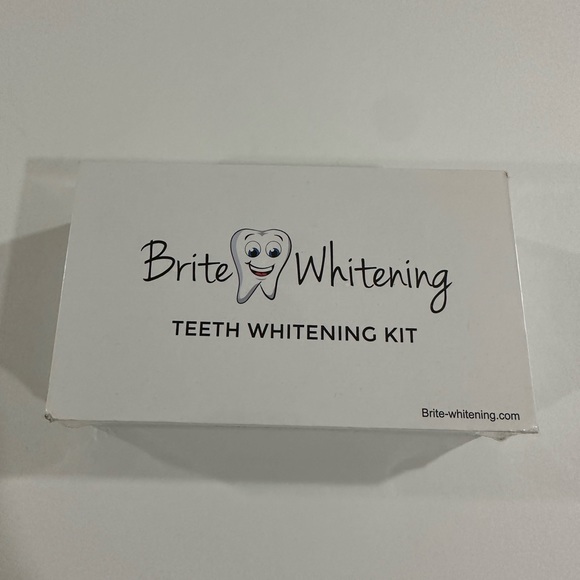 Brite Whitening
TEETH WHITENING KIT
Brite-whitening.com